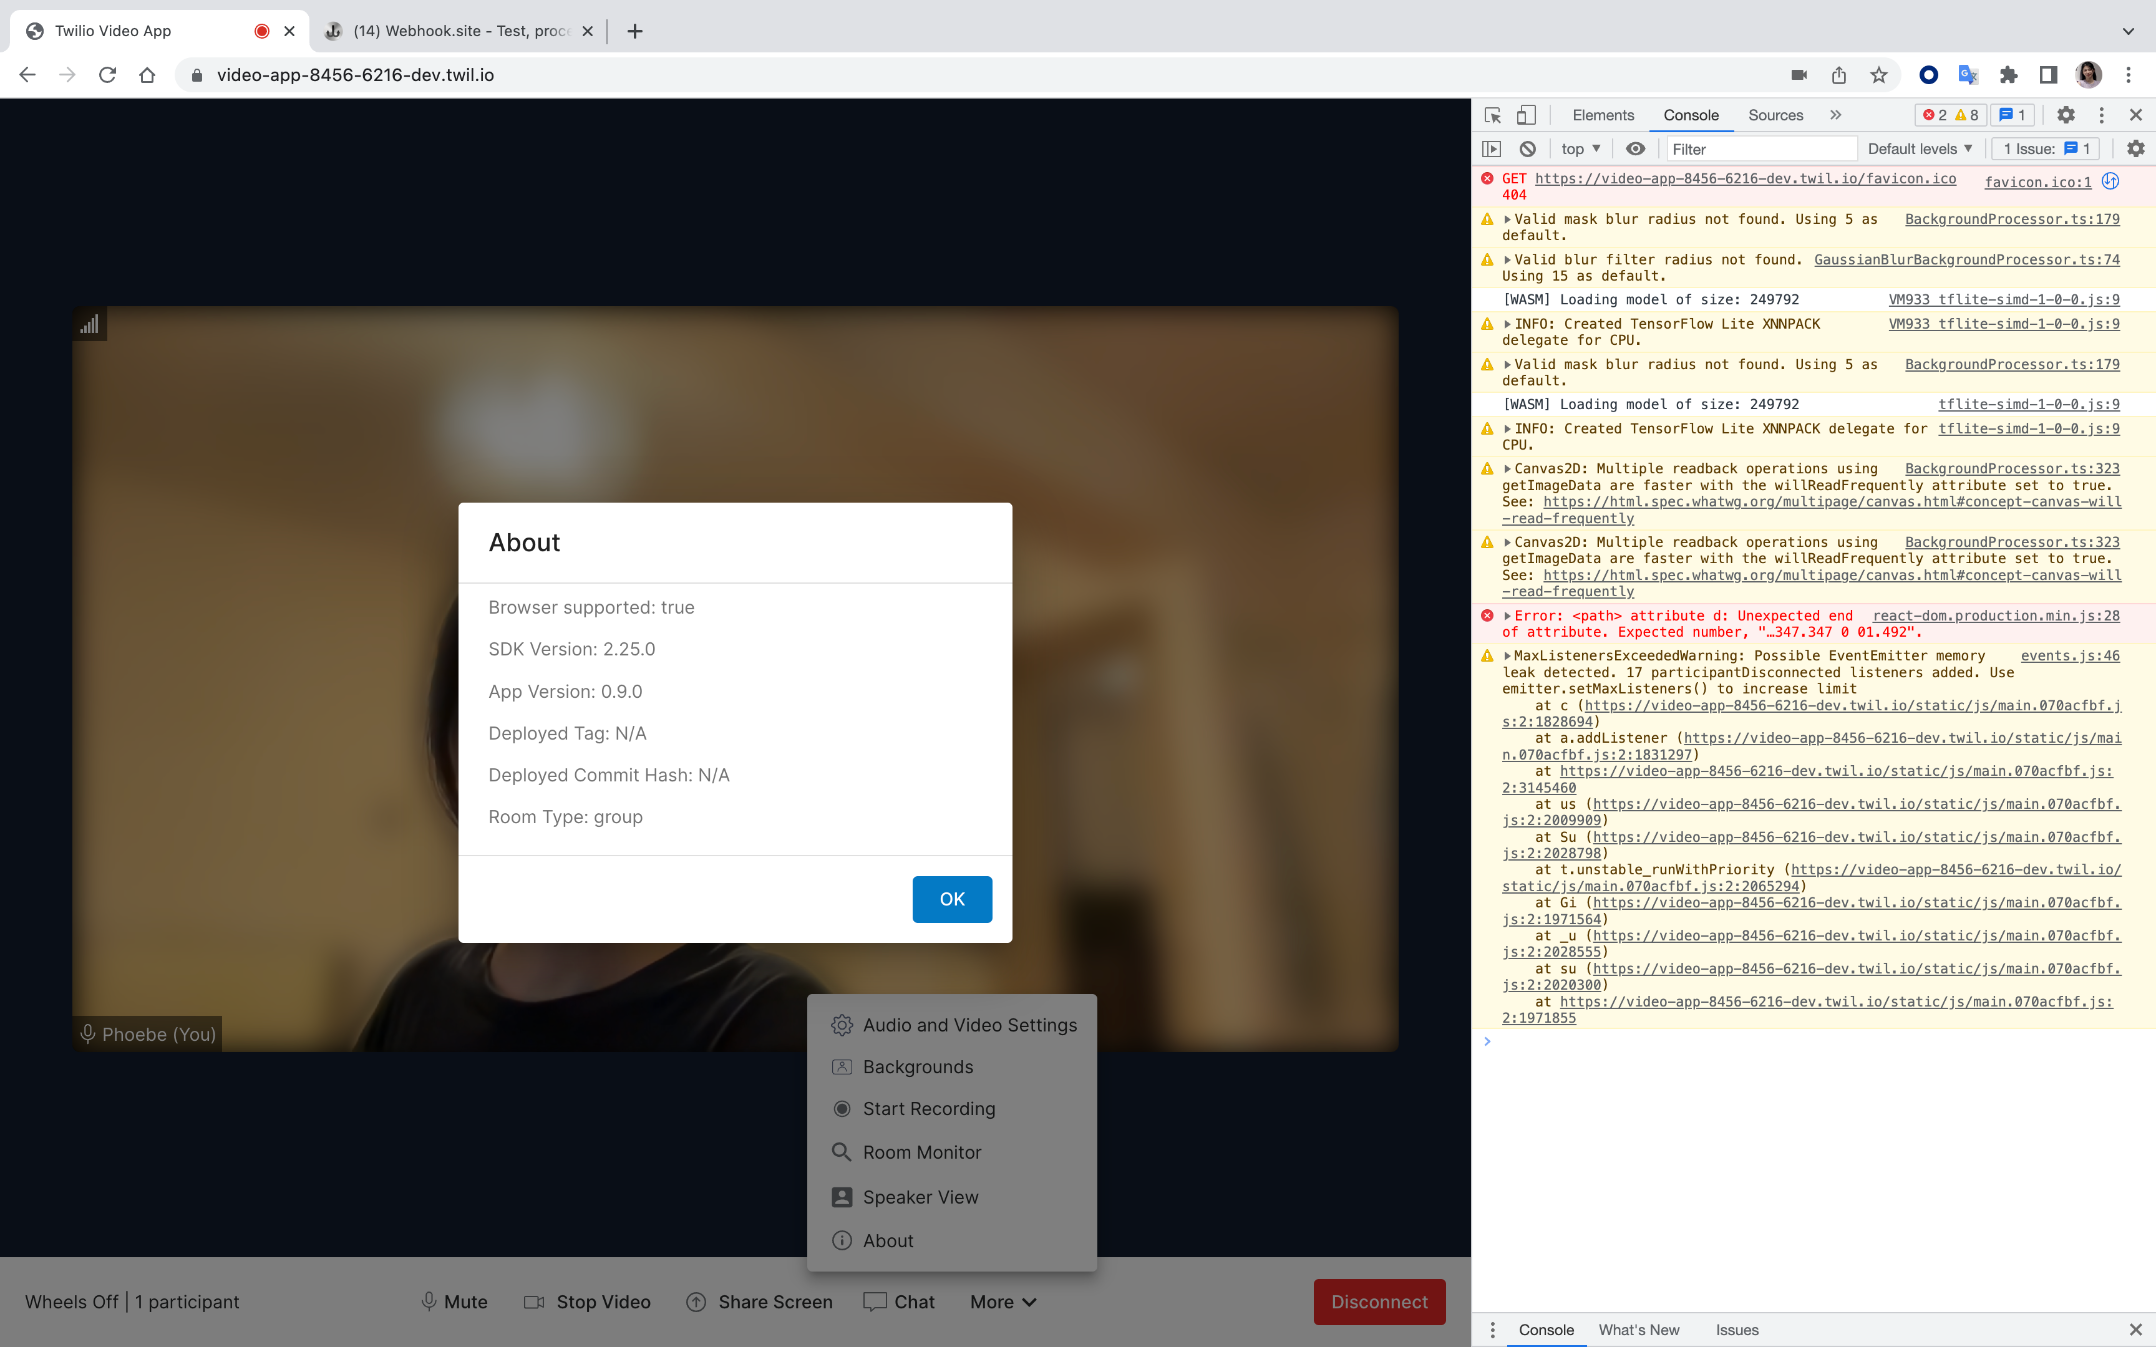 Twilio Video App
(14) Webhook.site - Test, proce
video-app-8456-6216-dev.twil.io
Elements
Console
Sources
2
8
1
top
Filter
Default levels
1 Issue: 1
GET https://video-app-8456-6216-dev.twil.io/favicon.ico favicon.ico:1
404
Valid mask blur radius not found. Using 5 as BackgroundProcessor.ts:179
default.
Valid blur filter radius not found. GaussianBlurBackgroundProcessor.ts:74
Using 15 as default.
[WASM] Loading model of size: 249792 VM933 tflite-simd-1-0-0.js:9
INFO: Created TensorFlow Lite XNNPACK VM933 tflite-simd-1-0-0.js:9
delegate for CPU.
Valid mask blur radius not found. Using 5 as BackgroundProcessor.ts:179
default.
[WASM] Loading model of size: 249792 tflite-simd-1-0-0.js:9
INFO: Created TensorFlow Lite XNNPACK delegate for tflite-simd-1-0-0.js:9
CPU.
Canvas2D: Multiple readback operations using BackgroundProcessor.ts:323
getImageData are faster with the willReadFrequently attribute set to true.
See: https://html.spec.whatwg.org/multipage/canvas.html#concept-canvas-will
-read-frequently
Canvas2D: Multiple readback operations using BackgroundProcessor.ts:323
getImageData are faster with the willReadFrequently attribute set to true.
See: https://html.spec.whatwg.org/multipage/canvas.html#concept-canvas-will
-read-frequently
Error: <path> attribute d: Unexpected end react-dom.production.min.js:28
of attribute. Expected number, "…347.347 0 01.492".
MaxListenersExceededWarning: Possible EventEmitter memory events.js:46
leak detected. 17 participantDisconnected listeners added. Use
emitter.setMaxListeners() to increase limit
at c (https://video-app-8456-6216-dev.twil.io/static/js/main.070acfbf.j
s:2:1828694)
at a.addListener (https://video-app-8456-6216-dev.twil.io/static/js/mai
n.070acfbf.js:2:1831297)
at https://video-app-8456-6216-dev.twil.io/static/js/main.070acfbf.js:
2:3145460
at us (https://video-app-8456-6216-dev.twil.io/static/js/main.070acfbf.
js:2:2009909)
at Su (https://video-app-8456-6216-dev.twil.io/static/js/main.070acfbf.
js:2:2028798)
at t.unstable_runWithPriority (https://video-app-8456-6216-dev.twil.io/
static/js/main.070acfbf.js:2:2065294)
at Gi (https://video-app-8456-6216-dev.twil.io/static/js/main.070acfbf.
js:2:1971564)
at _u (https://video-app-8456-6216-dev.twil.io/static/js/main.070acfbf.
js:2:2028555)
at su (https://video-app-8456-6216-dev.twil.io/static/js/main.070acfbf.
js:2:2020300)
at https://video-app-8456-6216-dev.twil.io/static/js/main.070acfbf.js:
2:1971855
Console
What's New
Issues
About
Browser supported: true
SDK Version: 2.25.0
App Version: 0.9.0
Deployed Tag: N/A
Deployed Commit Hash: N/A
Room Type: group
OK
Phoebe (You)
Audio and Video Settings
Backgrounds
Start Recording
Room Monitor
Speaker View
About
Wheels Off | 1 participant
Mute
Stop Video
Share Screen
Chat
More
Disconnect